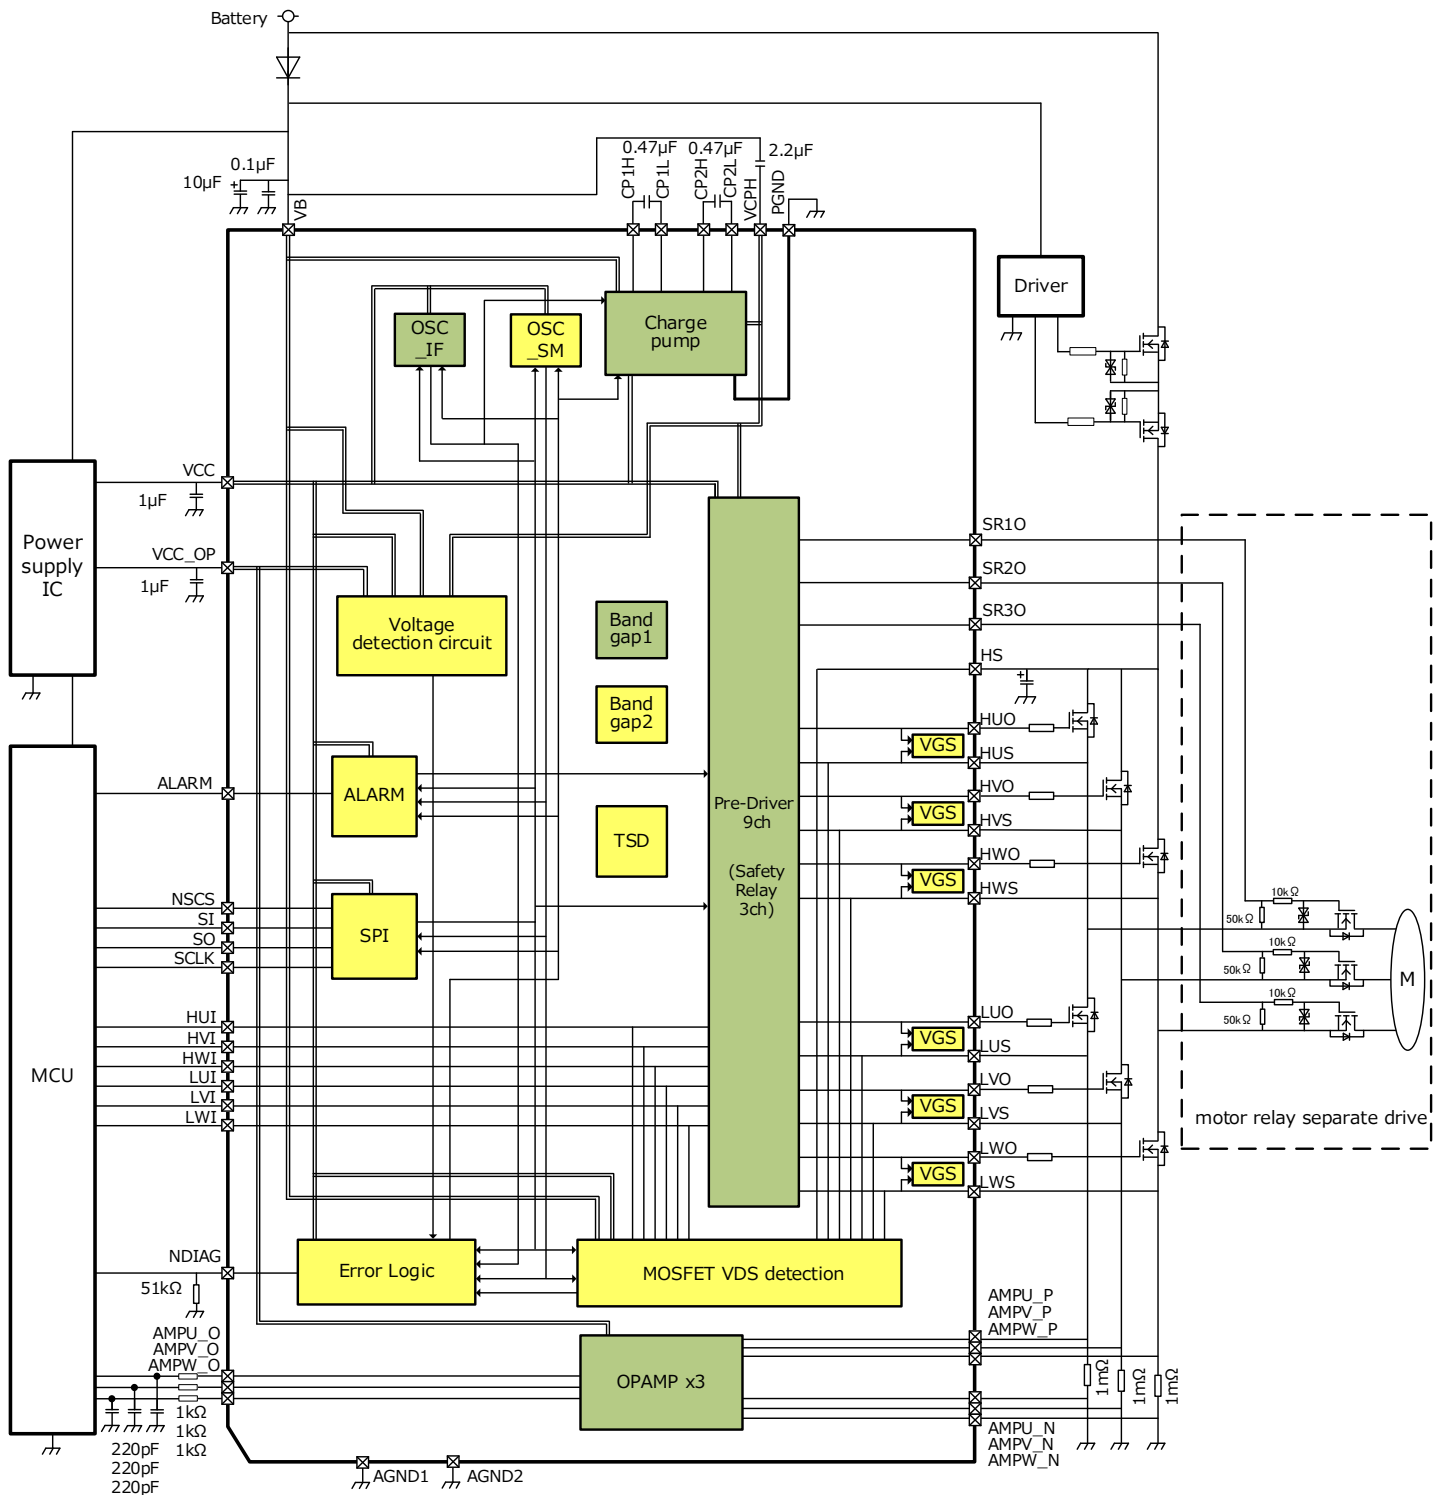 Battery
0.1µF
10µF
VB
0.47µF
0.47µF
2.2µF
CP1H
CP1L
CP2H
CP2L
VCPH
PGND
Driver
OSC
_IF
OSC
_SM
Charge
pump
VCC
1µF
VCC_OP
1µF
Power
supply
IC
Voltage
detection circuit
Band
gap1
Band
gap2
TSD
ALARM
ALARM
NSCS
SI
SO
SCLK
SPI
Pre-Driver
9ch
(Safety
Relay
3ch)
SR1O
SR2O
SR3O
HS
HUO
VGS
HUS
HVO
VGS
HVS
HWO
VGS
HWS
LUO
VGS
LUS
LVO
VGS
LVS
LWO
VGS
LWS
10kΩ
50kΩ
10kΩ
50kΩ
10kΩ
50kΩ
M
motor relay separate drive
HUI
HVI
HWI
LUI
LVI
LWI
MCU
NDIAG
51kΩ
Error Logic
MOSFET VDS detection
AMPU_P
AMPV_P
AMPW_P
AMPU_O
AMPV_O
AMPW_O
OPAMP x3
1mΩ
1mΩ
1mΩ
1kΩ
1kΩ
1kΩ
220pF
220pF
220pF
AMPU_N
AMPV_N
AMPW_N
AGND1
AGND2